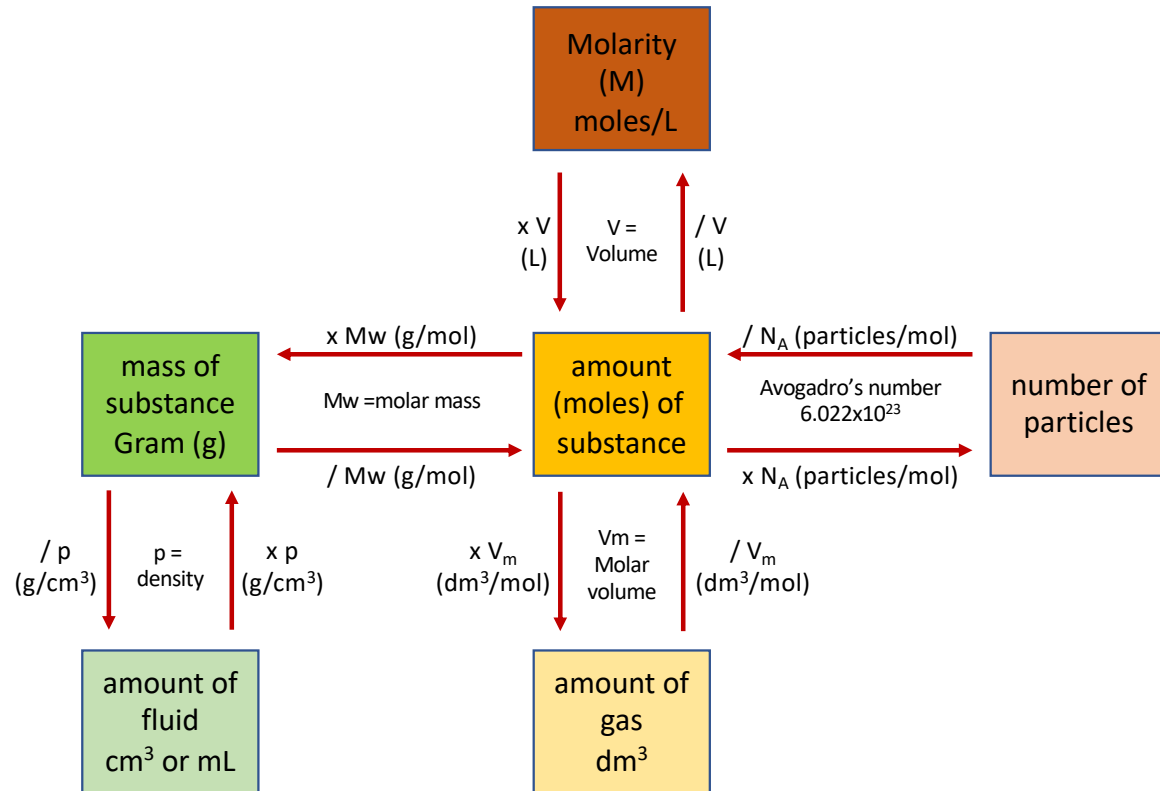 Molarity
(M)
moles/L
x V
(L)
V =
Volume
/ V
(L)
x Mw (g/mol)
/ N_A (particles/mol)
mass of
substance
Gram (g)
Mw =molar mass
amount
(moles) of
substance
Avogadro’s number
6.022x10²³
number of
particles
/ Mw (g/mol)
x N_A (particles/mol)
/ p
(g/cm³)
p =
density
x p
(g/cm³)
x Vₘ
(dm³/mol)
Vm =
Molar
volume
/ Vₘ
(dm³/mol)
amount of
fluid
cm³ or mL
amount of
gas
dm³